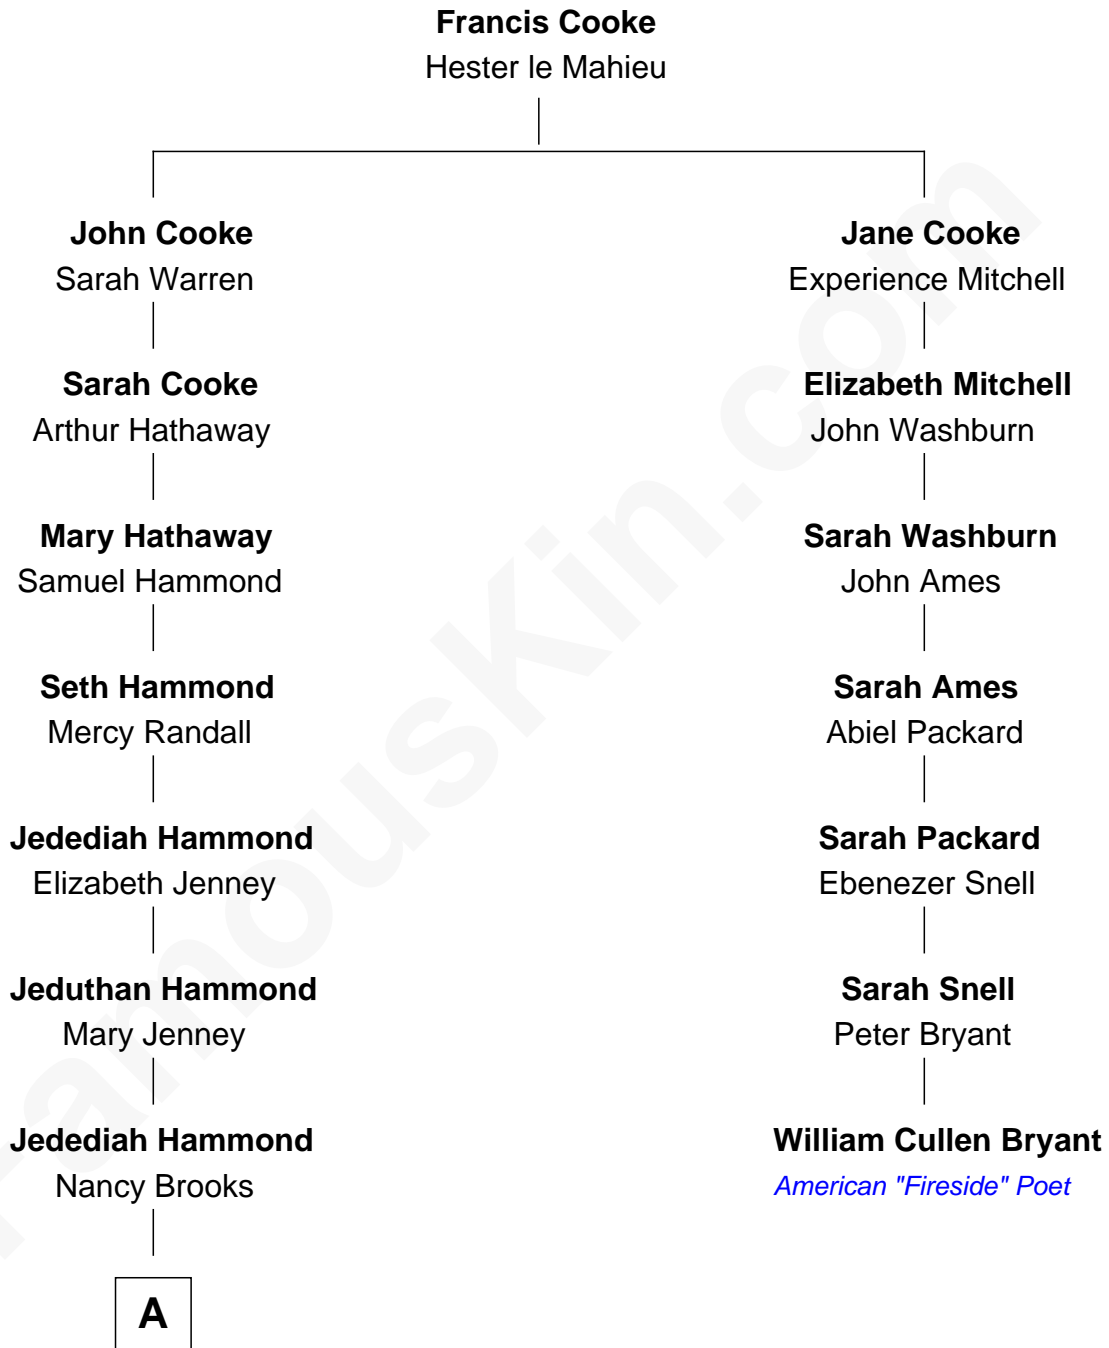 Francis Cooke
Hester le Mahieu
John Cooke
Sarah Warren
Jane Cooke
Experience Mitchell
Sarah Cooke
Arthur Hathaway
Elizabeth Mitchell
John Washburn
Mary Hathaway
Samuel Hammond
Sarah Washburn
John Ames
Seth Hammond
Mercy Randall
Sarah Ames
Abiel Packard
Jedediah Hammond
Elizabeth Jenney
Sarah Packard
Ebenezer Snell
Jeduthan Hammond
Mary Jenney
Sarah Snell
Peter Bryant
Jedediah Hammond
Nancy Brooks
William Cullen Bryant
American "Fireside" Poet
A
FamousKin.com